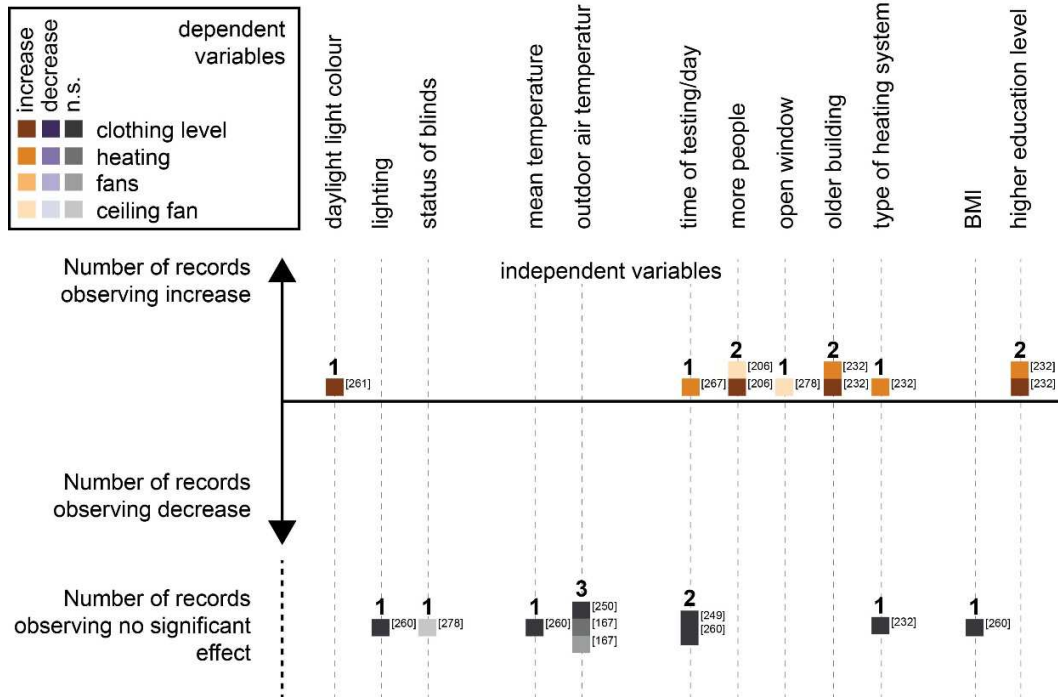 dependent
variables
increase
decrease
n.s.
clothing level
heating
fans
ceiling fan
daylight light colour
lighting
status of blinds
mean temperature
outdoor air temperatur
time of testing/day
more people
open window
older building
type of heating system
BMI
higher education level
Number of records
observing increase
independent variables
1
[261]
1
[267]
2
[206]
[206]
1
[278]
2
[232]
[232]
1
[232]
2
[232]
[232]
Number of records
observing decrease
Number of records
observing no significant
effect
1
[260]
1
[278]
1
[260]
3
[250]
[167]
[167]
2
[249]
[260]
1
[232]
1
[260]